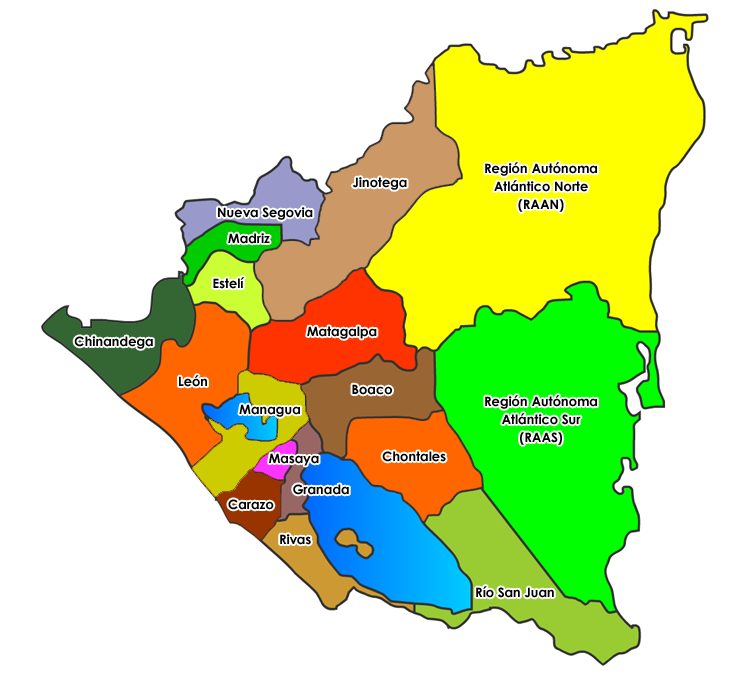 Región Autónoma
Atlántico Norte
(RAAN)
Jinotega
Nueva Segovia
Madriz
Estelí
Matagalpa
Chinandega
León
Boaco
Región Autónoma
Atlántico Sur
(RAAS)
Managua
Masaya
Chontales
Granada
Carazo
Rivas
Río San Juan